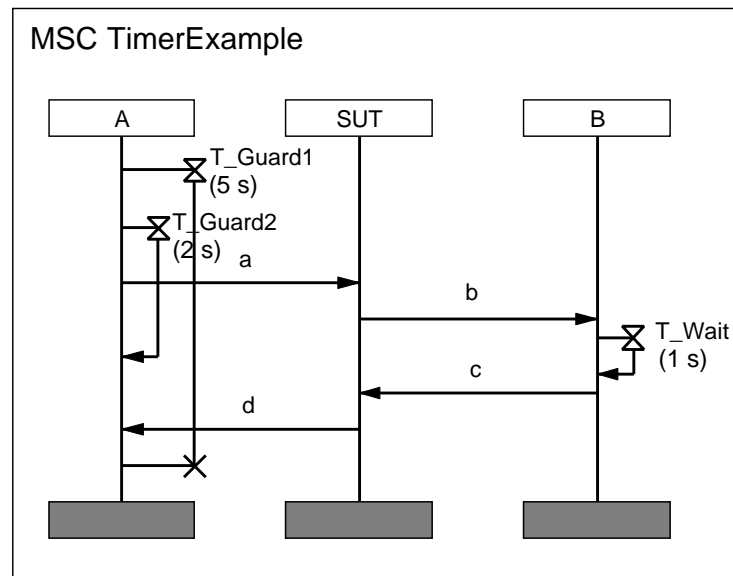 MSC TimerExample
A
SUT
B
T_Guard1
(5 s)
T_Guard2
(2 s)
a
b
T_Wait
(1 s)
c
d